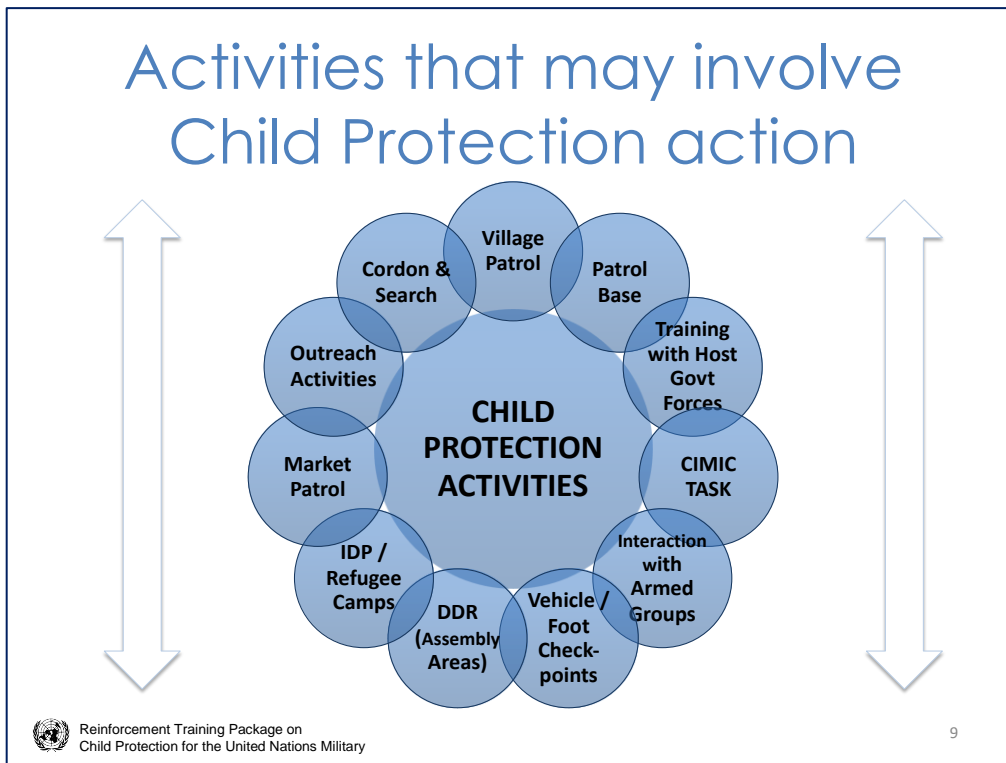 Activities that may involve
Child Protection action
Village
Patrol
Patrol
Base
Training
with Host
Govt
Forces
CIMIC
TASK
Interaction
with
Armed
Groups
Vehicle /
Foot
Check-
points
DDR
(Assembly
Areas)
IDP /
Refugee
Camps
Market
Patrol
Outreach
Activities
Cordon &
Search
CHILD
PROTECTION
ACTIVITIES
Reinforcement Training Package on
Child Protection for the United Nations Military
9